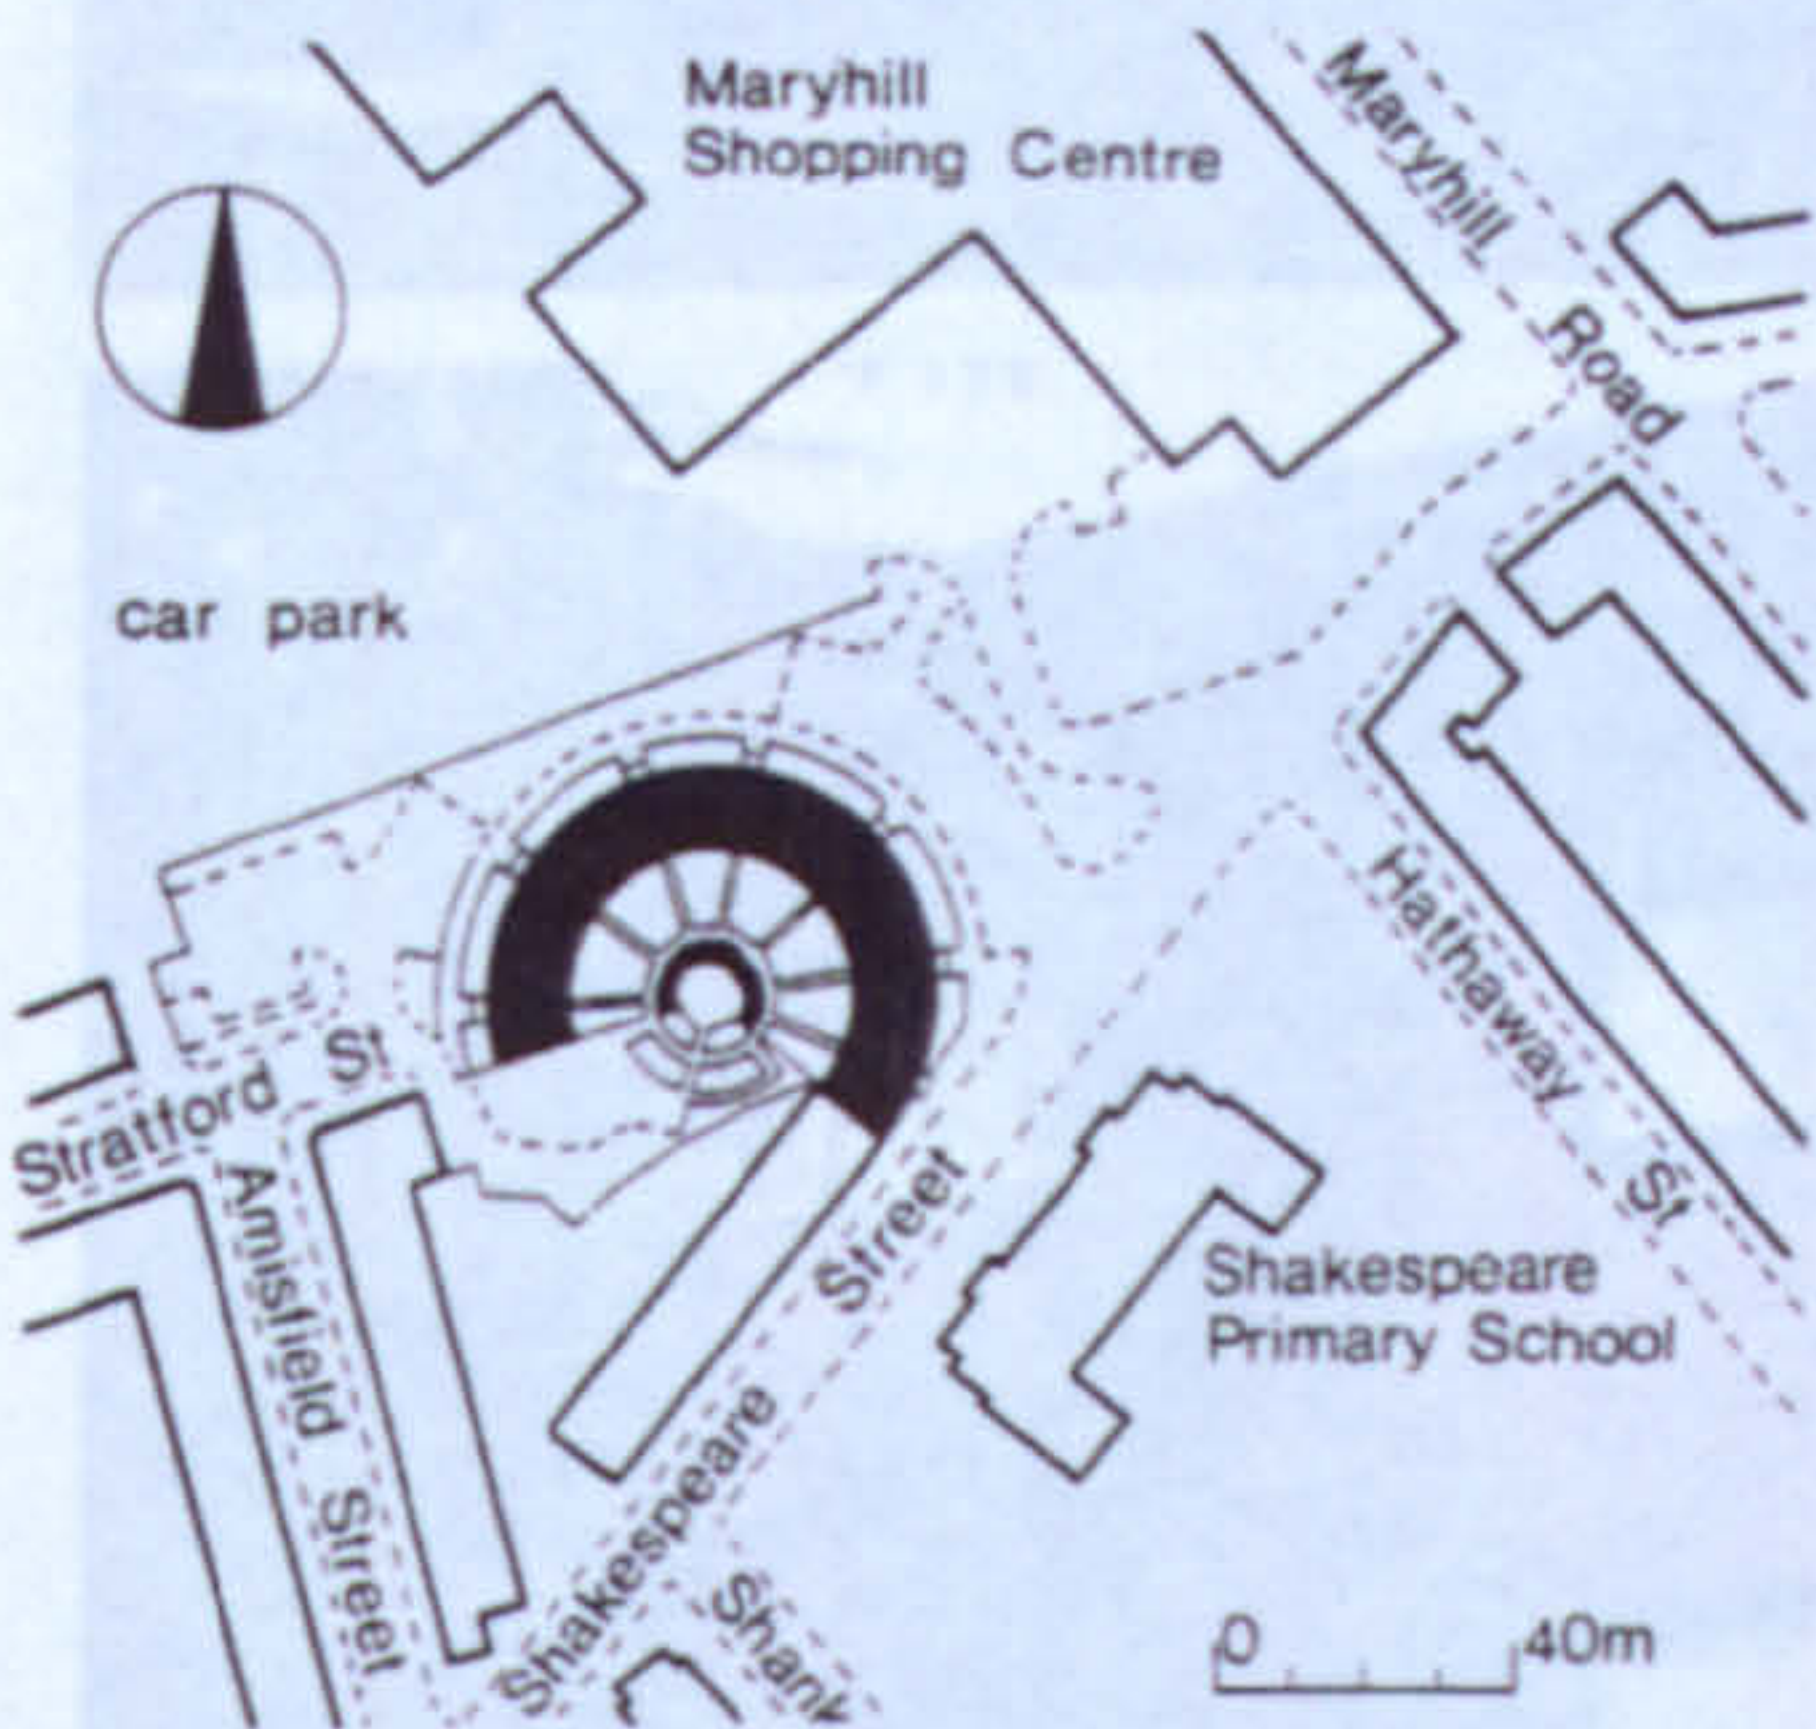 Maryhill
Shopping Centre
Maryhill Road
car park
Hathaway St
Stratford St
Amisfield Street
Shakespeare Street
Shakespeare
Primary School
Shank
0 40m